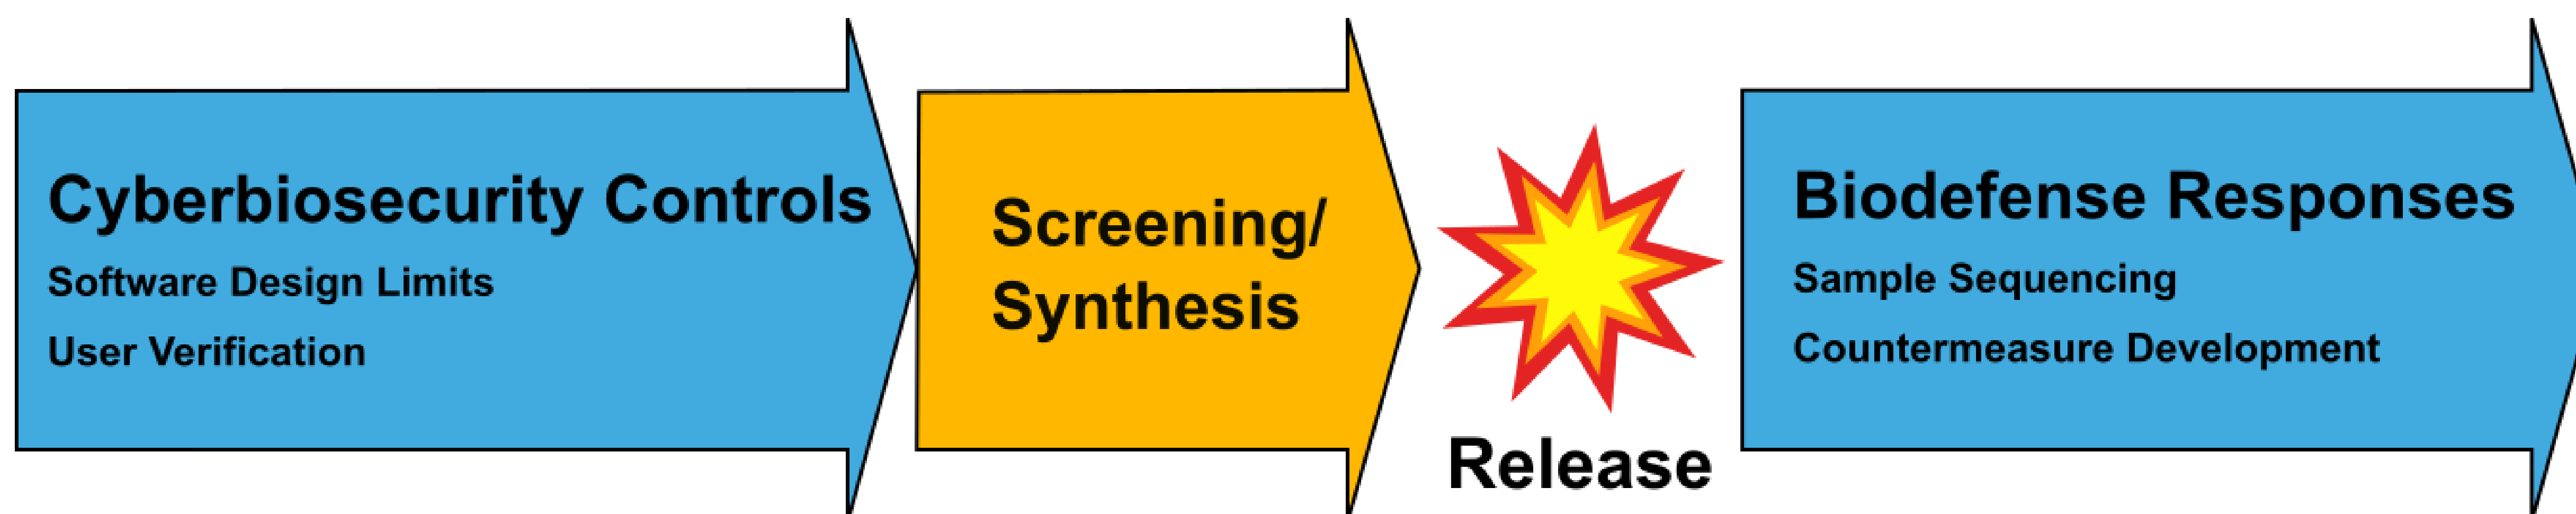 Cyberbiosecurity Controls
Software Design Limits
User Verification
Screening/
Synthesis
Release
Biodefense Responses
Sample Sequencing
Countermeasure Development